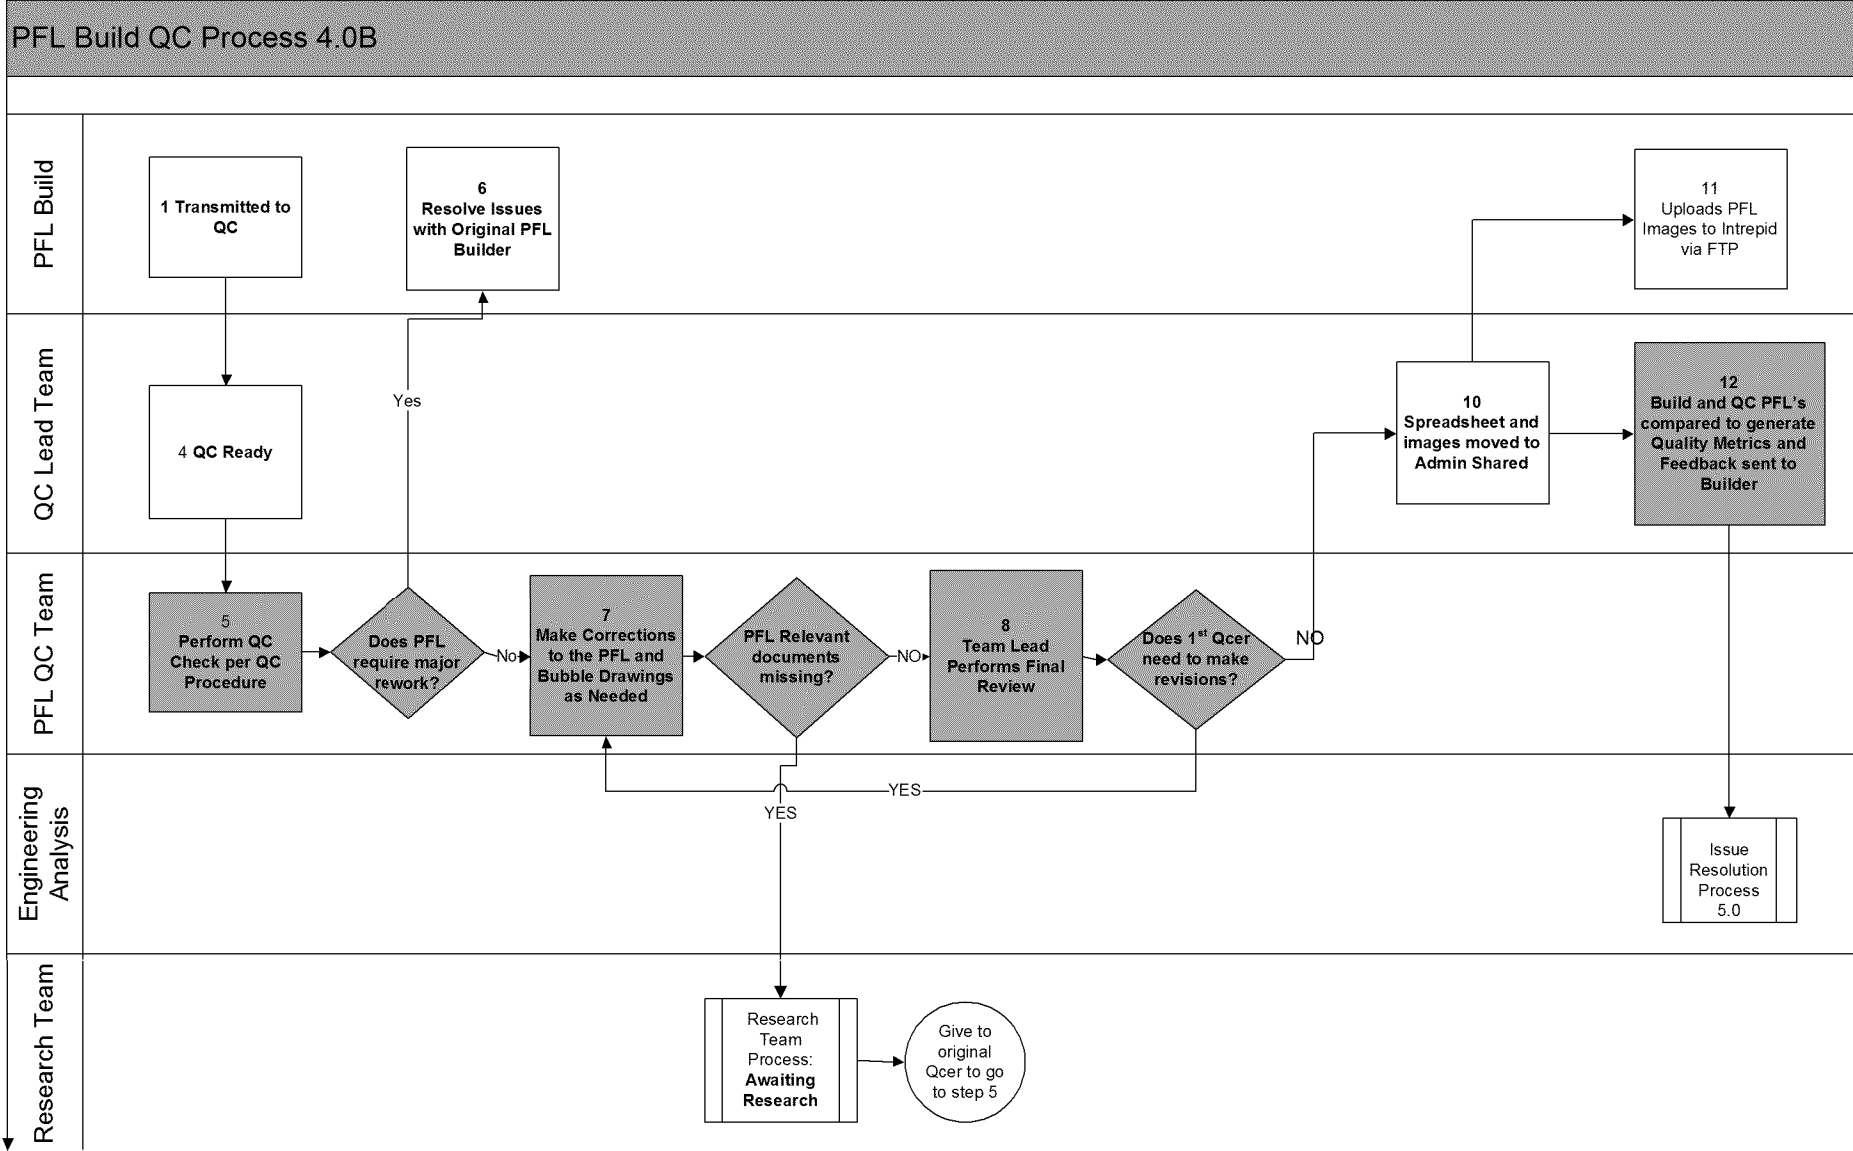 PFL Build QC Process 4.0B
PFL Build
1 Transmitted to
QC
6
Resolve Issues
with Original PFL
Builder
11
Uploads PFL
Images to Intrepid
via FTP
QC Lead Team
4 QC Ready
Yes
10
Spreadsheet and
images moved to
Admin Shared
12
Build and QC PFL's
compared to generate
Quality Metrics and
Feedback sent to
Builder
PFL QC Team
5
Perform QC
Check per QC
Procedure
Does PFL
require major
rework?
No
7
Make Corrections
to the PFL and
Bubble Drawings
as Needed
PFL Relevant
documents
missing?
NO
8
Team Lead
Performs Final
Review
Does 1st Qcer
need to make
revisions?
NO
Engineering
Analysis
YES
YES
Issue
Resolution
Process
5.0
Research Team
Research
Team
Process:
Awaiting
Research
Give to
original
Qcer to go
to step 5